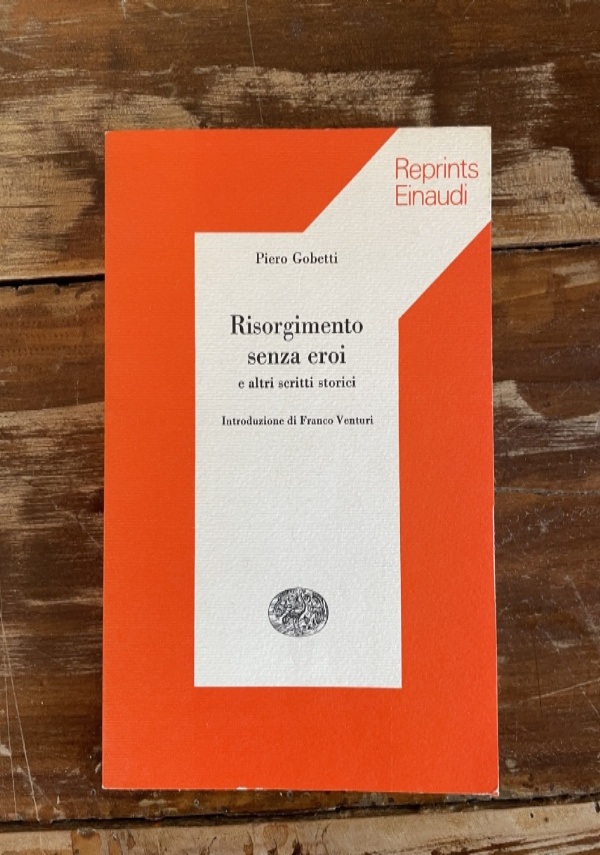 Reprints
Einaudi
Piero Gobetti
Risorgimento
senza eroi
e altri scritti storici
Introduzione di Franco Venturi